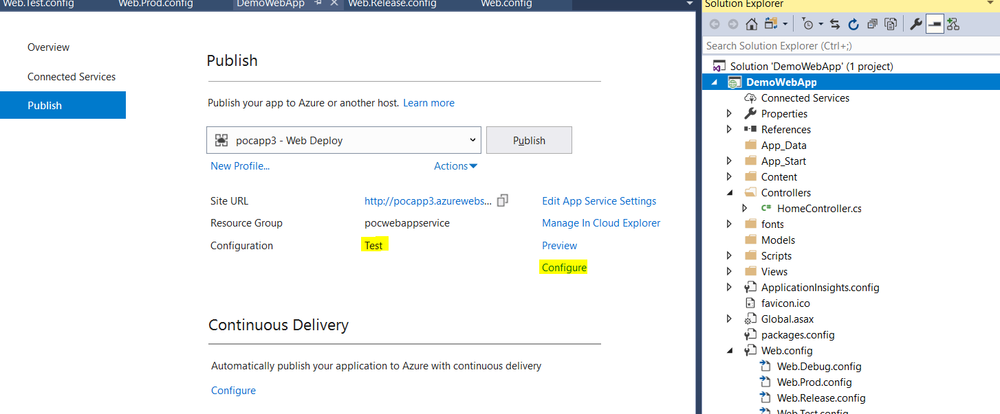 Web.Test.config Web.Prod.config DemoWebApp Web.Release.config Web.config
Overview
Connected Services
Publish
Publish
Publish your app to Azure or another host. Learn more
pocapp3 - Web Deploy Publish
New Profile... Actions
Site URL http://pocapp3.azurewebs... Edit App Service Settings
Resource Group pocwebappservice Manage In Cloud Explorer
Configuration Test Preview
Configure
Continuous Delivery
Automatically publish your application to Azure with continuous delivery
Configure
Solution Explorer
Search Solution Explorer (Ctrl+;)
Solution 'DemoWebApp' (1 project)
DemoWebApp
Connected Services
Properties
References
App_Data
App_Start
Content
Controllers
C# HomeController.cs
fonts
Models
Scripts
Views
ApplicationInsights.config
favicon.ico
Global.asax
packages.config
Web.config
Web.Debug.config
Web.Prod.config
Web.Release.config
Web.Test.config